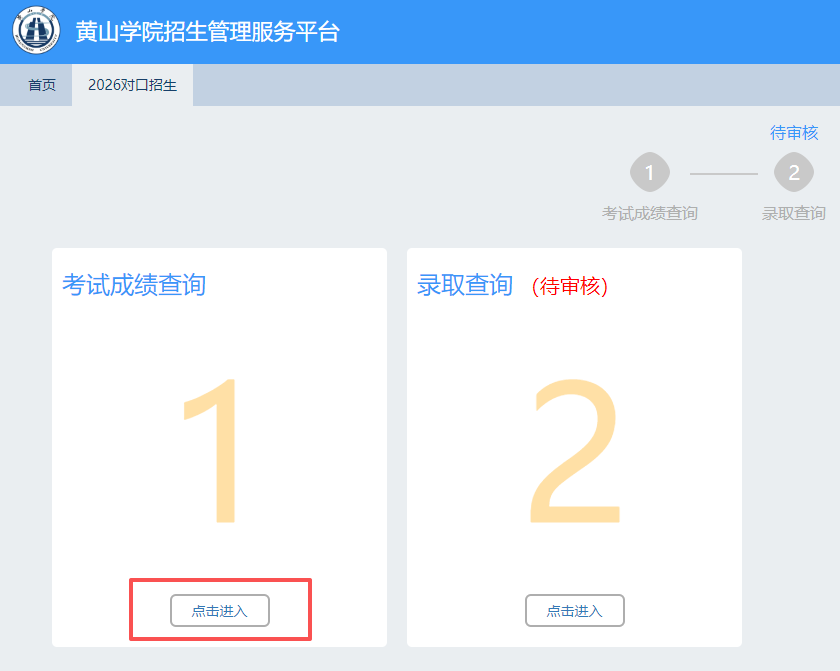 黄山学院招生管理服务平台
首页
2026对口招生
待审核
1
2
考试成绩查询
录取查询
考试成绩查询
录取查询 (待审核)
1
2
点击进入
点击进入